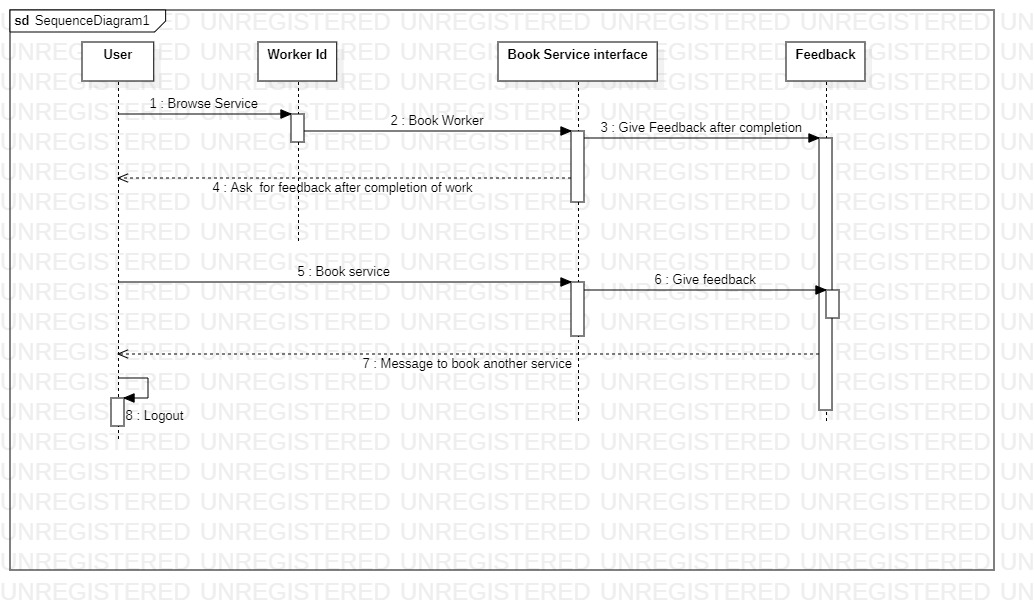 sd SequenceDiagram1
User
Worker Id
Book Service interface
Feedback
1 : Browse Service
2 : Book Worker
3 : Give Feedback after completion
4 : Ask  for feedback after completion of work
5 : Book service
6 : Give feedback
7 : Message to book another service
8 : Logout
UNREGISTERED UNREGISTERED UNREGISTERED UNREGISTERED UNREGISTERED UN